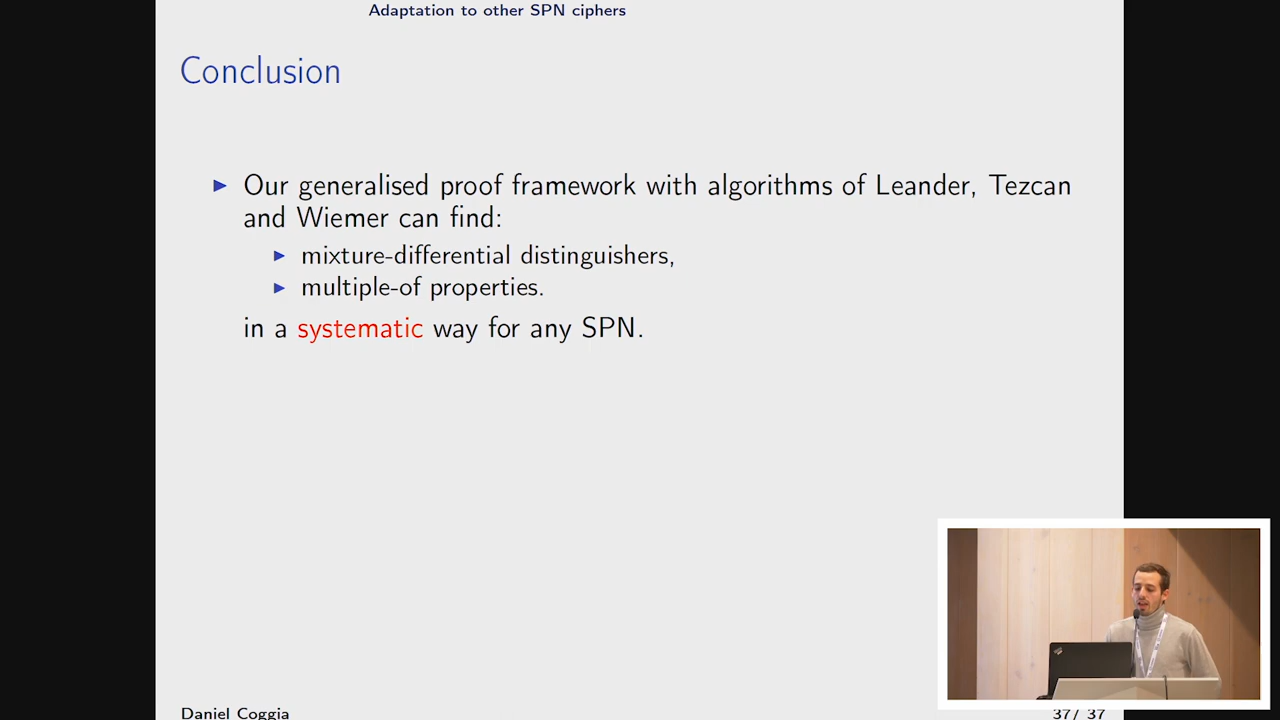 Adaptation to other SPN ciphers
Conclusion
▶ Our generalised proof framework with algorithms of Leander, Tezcan
and Wiemer can find:
▶ mixture-differential distinguishers,
▶ multiple-of properties.
in a systematic way for any SPN.
Daniel Coggia
37/ 37